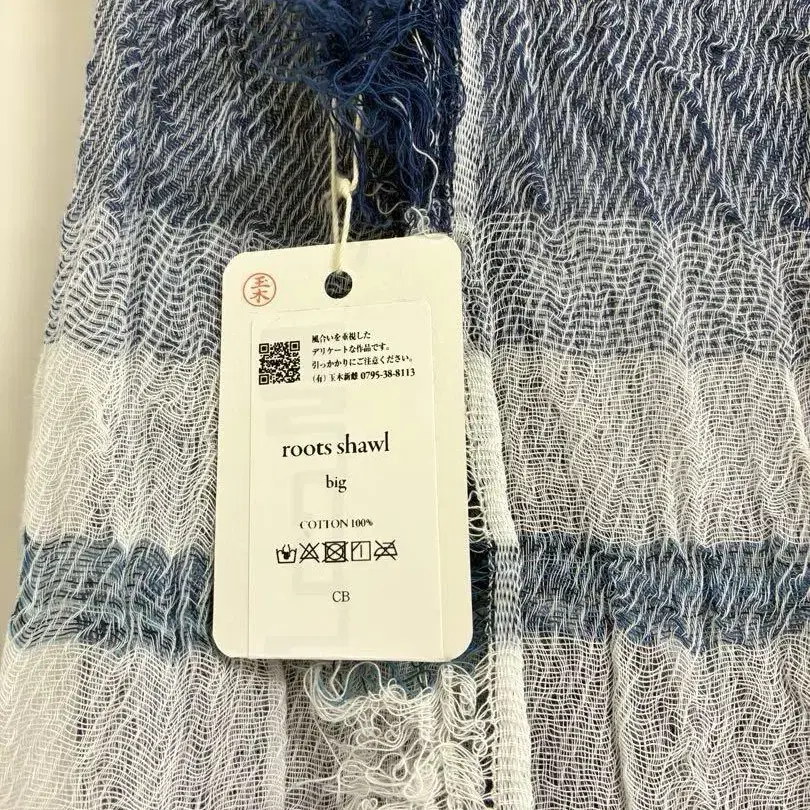 玉木
風合いを重視した
デリケートな作品です。
引っかかりにご注意ください。
(有) 玉木新雌 0795-38-8113
roots shawl
big
COTTON 100%
CB